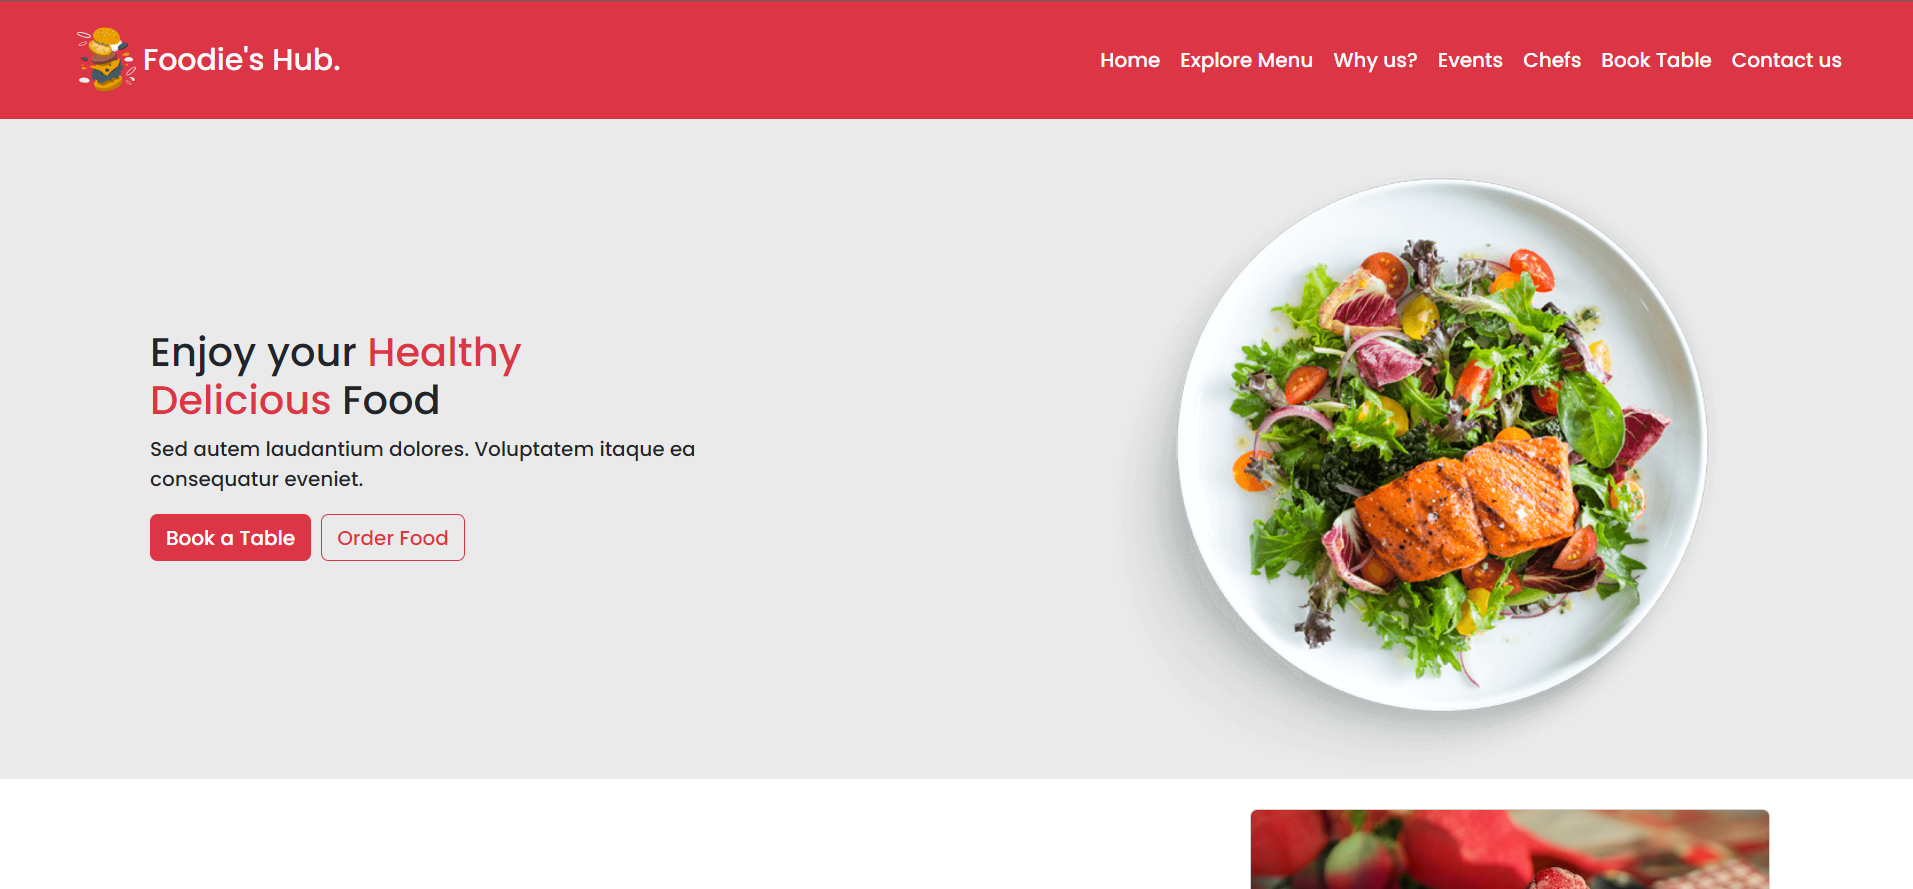 Foodie's Hub.
Home Explore Menu Why us? Events Chefs Book Table Contact us
Enjoy your Healthy
Delicious Food
Sed autem laudantium dolores. Voluptatem itaque ea
consequatur eveniet.
Book a Table Order Food